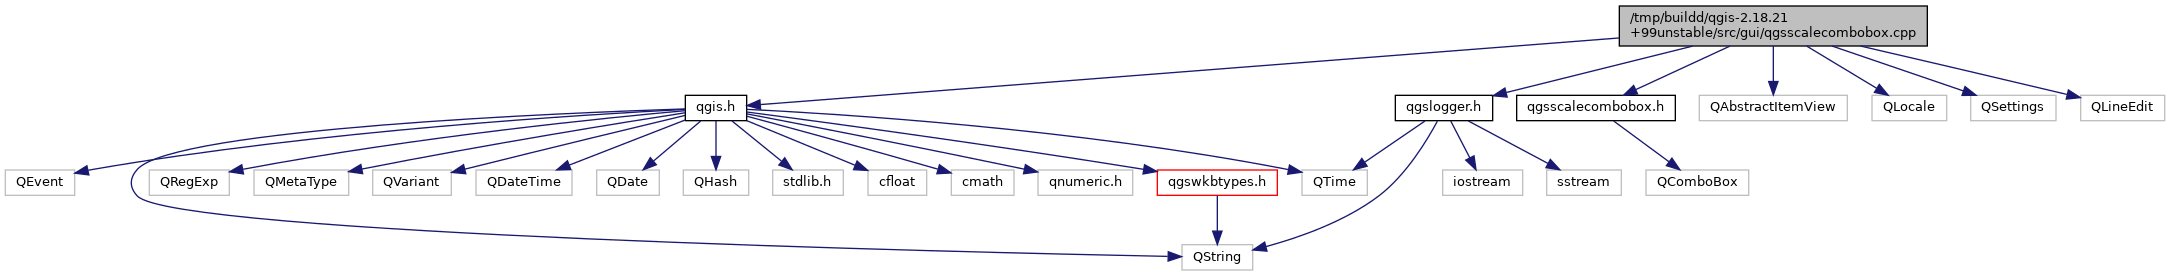 /tmp/buildd/qgis-2.18.21
+99unstable/src/gui/qgsscalecombobox.cpp
qgis.h
qgslogger.h
qgsscalecombobox.h
QAbstractItemView
QLocale
QSettings
QLineEdit
QEvent
QRegExp
QMetaType
QVariant
QDateTime
QDate
QHash
stdlib.h
cfloat
cmath
qnumeric.h
qgswkbtypes.h
QTime
iostream
sstream
QComboBox
QString